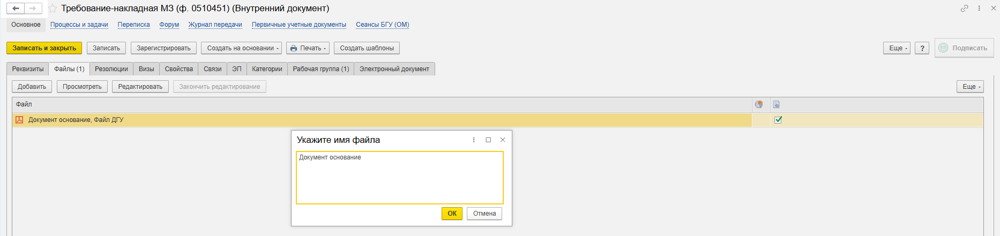 Требование-накладная МЗ (ф. 0510451) (Внутренний документ)
Основное Процессы и задачи Переписка Форум Журнал передачи Первичные учетные документы Сеансы БГУ (ОМ)
Записать и закрыть Записать Зарегистрировать Создать на основании Печать Создать шаблоны Еще ? Подписать
Реквизиты Файлы (1) Резолюции Визы Свойства Связи ЭП Категории Рабочая группа (1) Электронный документ
Добавить Просмотреть Редактировать Закончить редактирование Еще
Файл
Документ основание, Файл ДГУ
Укажите имя файла
Документ основание
ОК Отмена